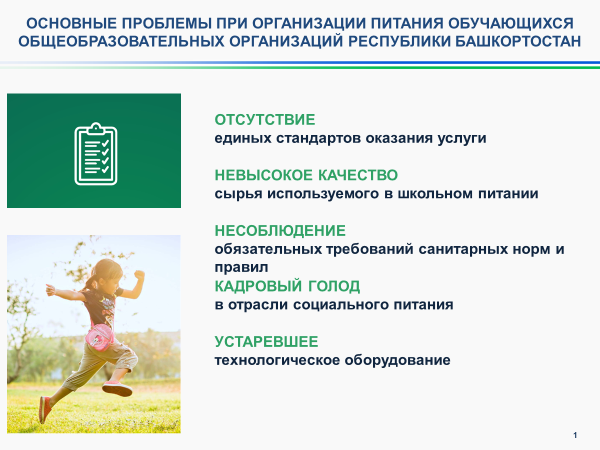 ОСНОВНЫЕ ПРОБЛЕМЫ ПРИ ОРГАНИЗАЦИИ ПИТАНИЯ ОБУЧАЮЩИХСЯ
ОБЩЕОБРАЗОВАТЕЛЬНЫХ ОРГАНИЗАЦИЙ РЕСПУБЛИКИ БАШКОРТОСТАН
ОТСУТСТВИЕ
единых стандартов оказания услуги
НЕВЫСОКОЕ КАЧЕСТВО
сырья используемого в школьном питании
НЕСОБЛЮДЕНИЕ
обязательных требований санитарных норм и
правил
КАДРОВЫЙ ГОЛОД
в отрасли социального питания
УСТАРЕВШЕЕ
технологическое оборудование
1